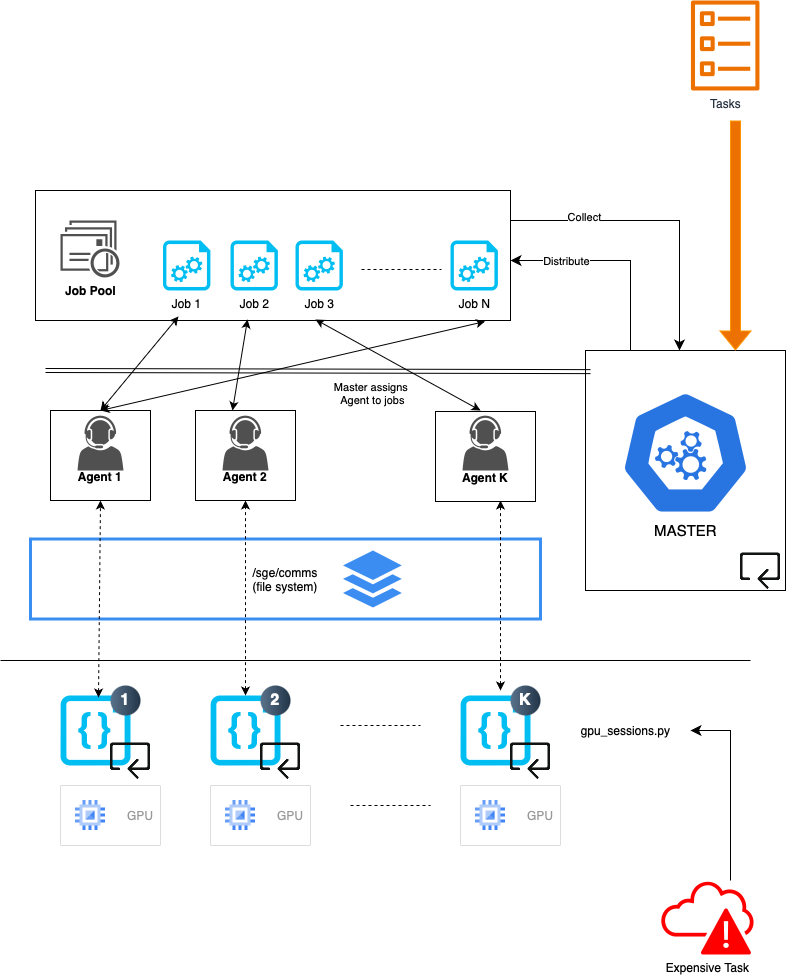 Tasks
Collect
Distribute
Job Pool
Job 1
Job 2
Job 3
Job N
Master assigns
Agent to jobs
Agent 1
Agent 2
Agent K
MASTER
/sge/comms
(file system)
1
2
K
{ }
{ }
{ }
gpu_sessions.py
GPU
GPU
GPU
!
Expensive Task